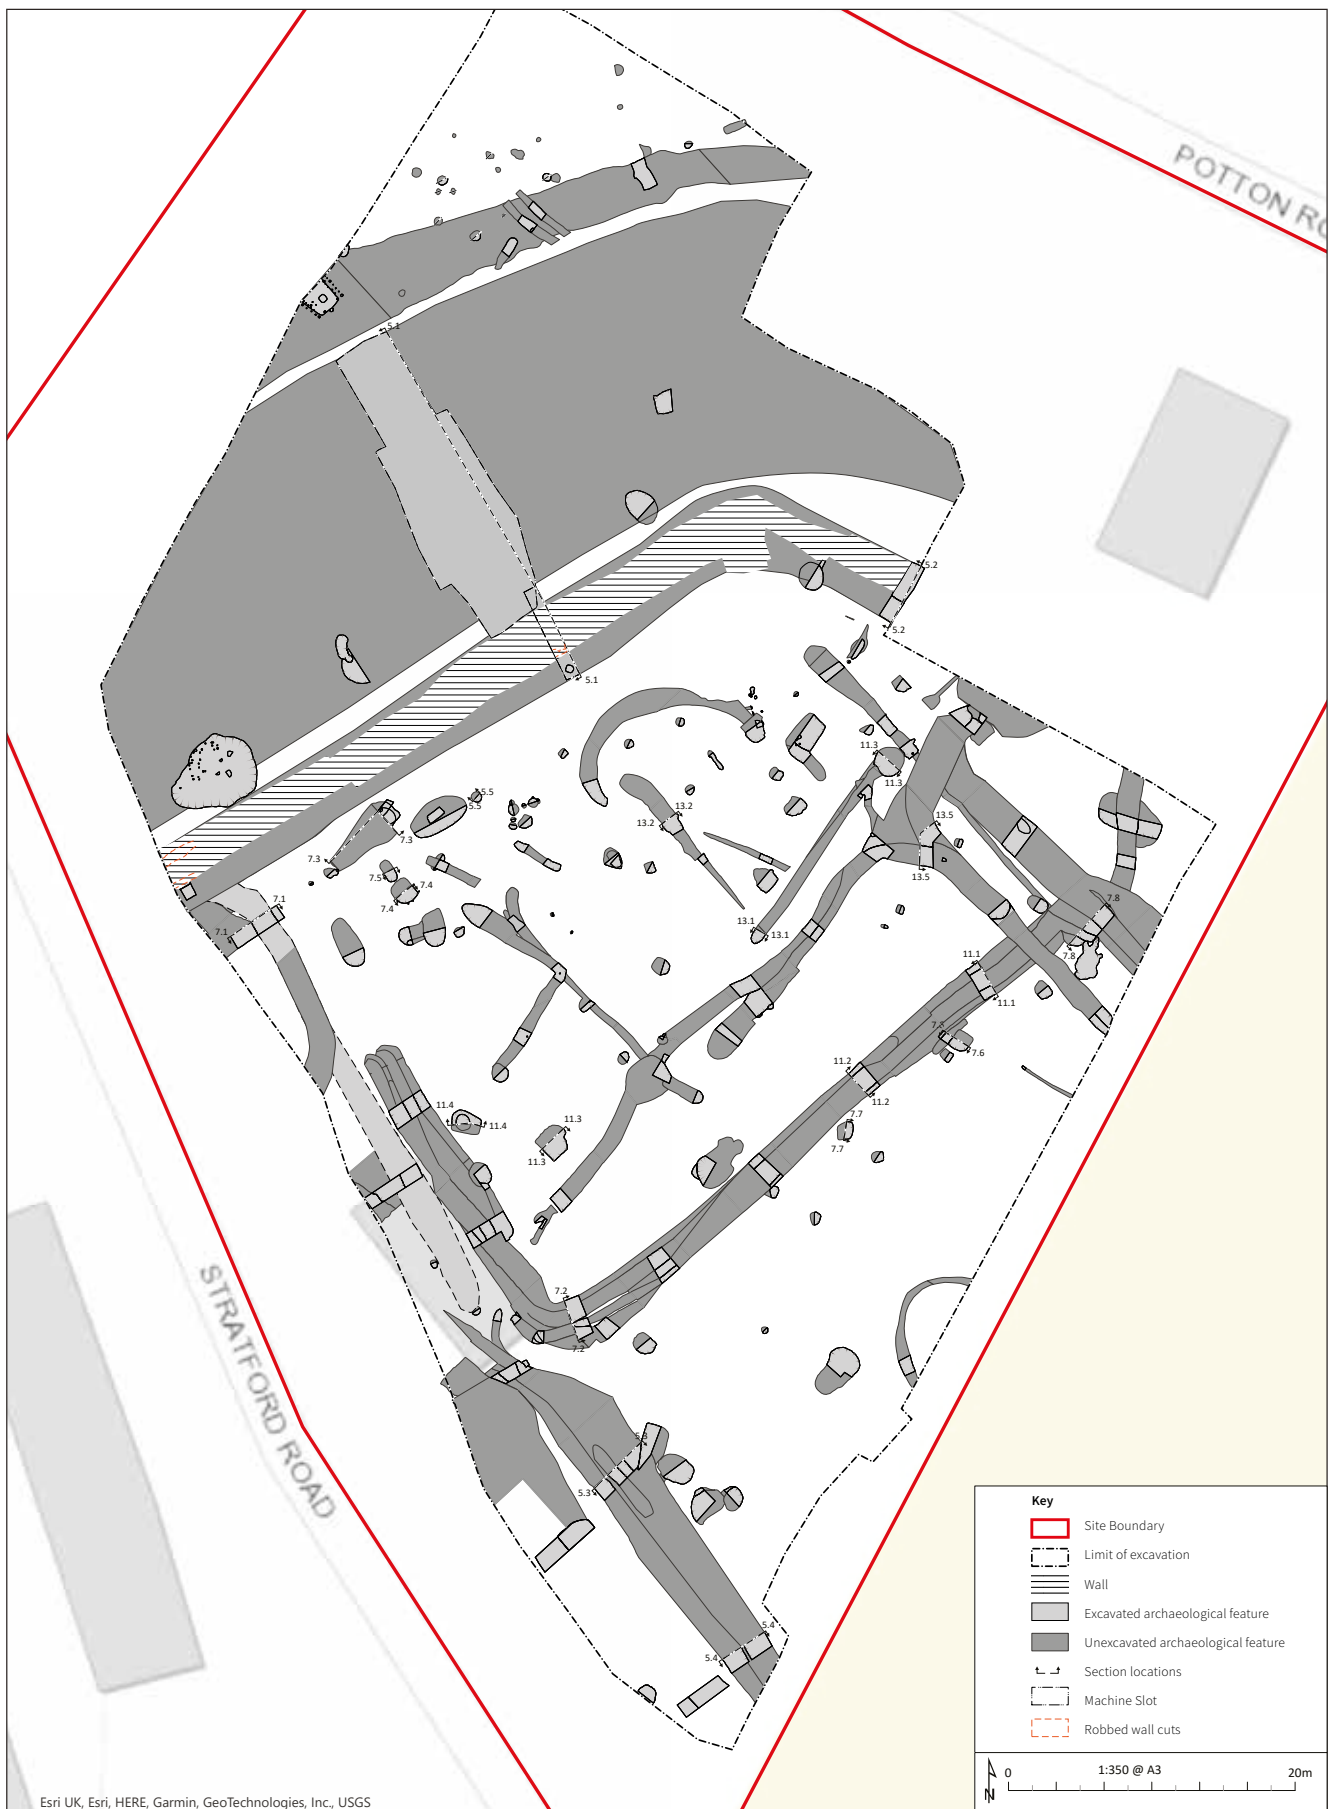 POTTON RO
5.1
5.2
5.2
5.1
11.3
11.3
5.5
5.5
13.2
13.2
7.3
7.3
13.5
13.5
7.5
7.4
7.4
7.1
7.1
13.1
13.1
7.8
7.8
11.1
11.1
7.6
11.2
11.2
11.4
11.4
11.3
11.3
7.7
7.7
7.2
7.2
STRATFORD ROAD
5.3
5.3
5.4
5.4
Key
Site Boundary
Limit of excavation
Wall
Excavated archaeological feature
Unexcavated archaeological feature
Section locations
Machine Slot
Robbed wall cuts
N
0 1:350 @ A3 20m
Esri UK, Esri, HERE, Garmin, GeoTechnologies, Inc., USGS